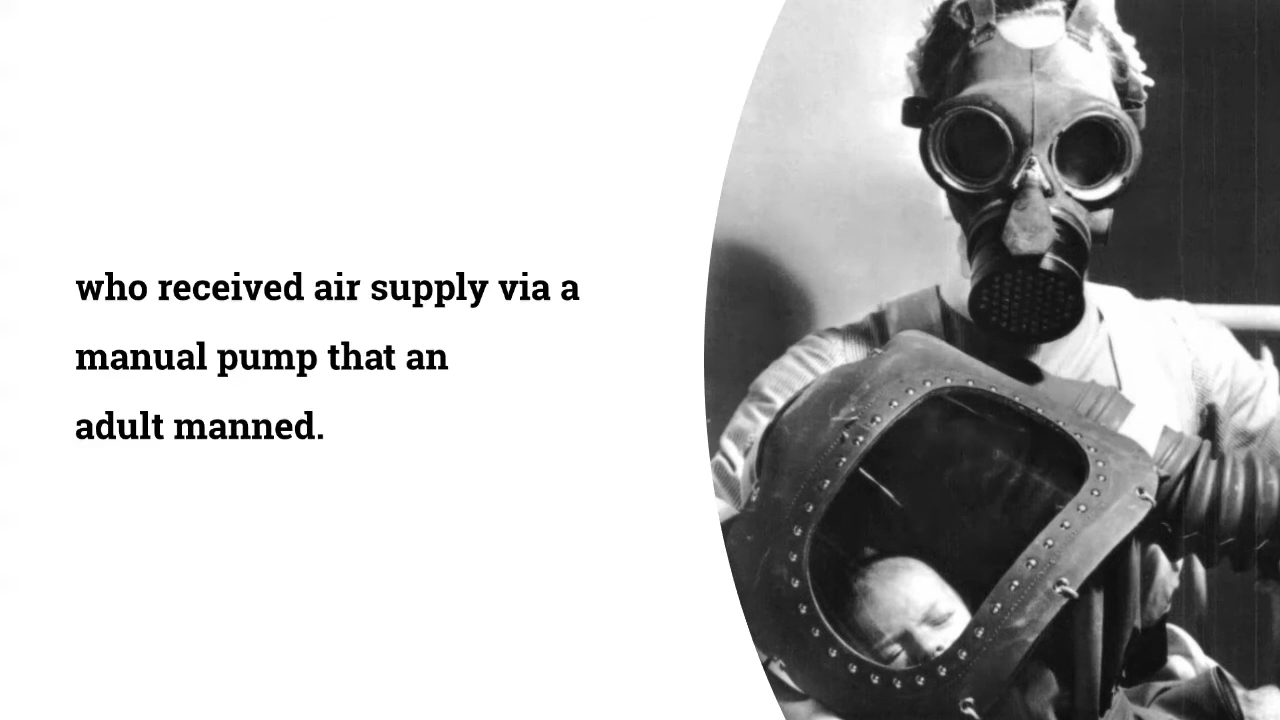 who received air supply via a
manual pump that an
adult manned.